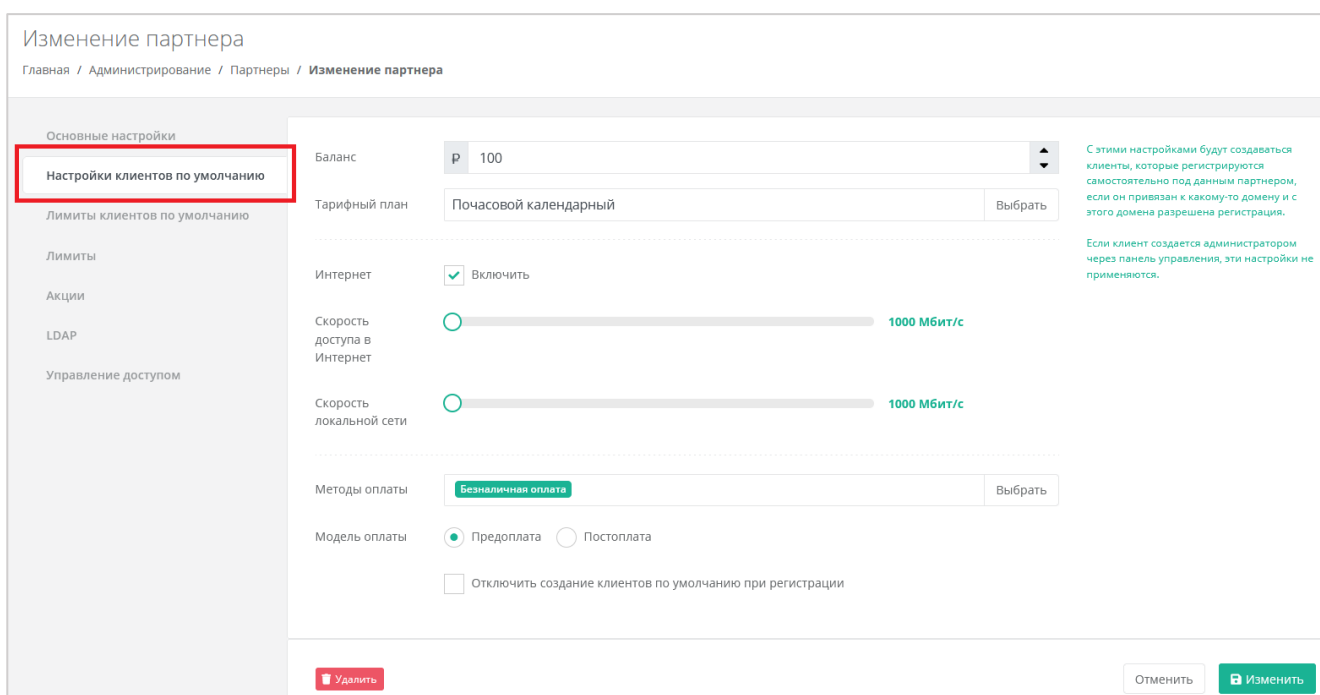 Изменение партнера
Главная / Администрирование / Партнеры / Изменение партнера
Основные настройки
Настройки клиентов по умолчанию
Лимиты клиентов по умолчанию
Лимиты
Акции
LDAP
Управление доступом
Баланс
₽ 100
Тарифный план
Почасовой календарный
Выбрать
Интернет
Включить
Скорость
доступа в
Интернет
1000 Мбит/с
Скорость
локальной сети
1000 Мбит/с
Методы оплаты
Безналичная оплата
Выбрать
Модель оплаты
Предоплата
Постоплата
Отключить создание клиентов по умолчанию при регистрации
С этими настройками будут создаваться
клиенты, которые регистрируются
самостоятельно под данным партнером,
если он привязан к какому-то домену и с
этого домена разрешена регистрация.
Если клиент создается администратором
через панель управления, эти настройки не
применяются.
Удалить
Отменить
Изменить